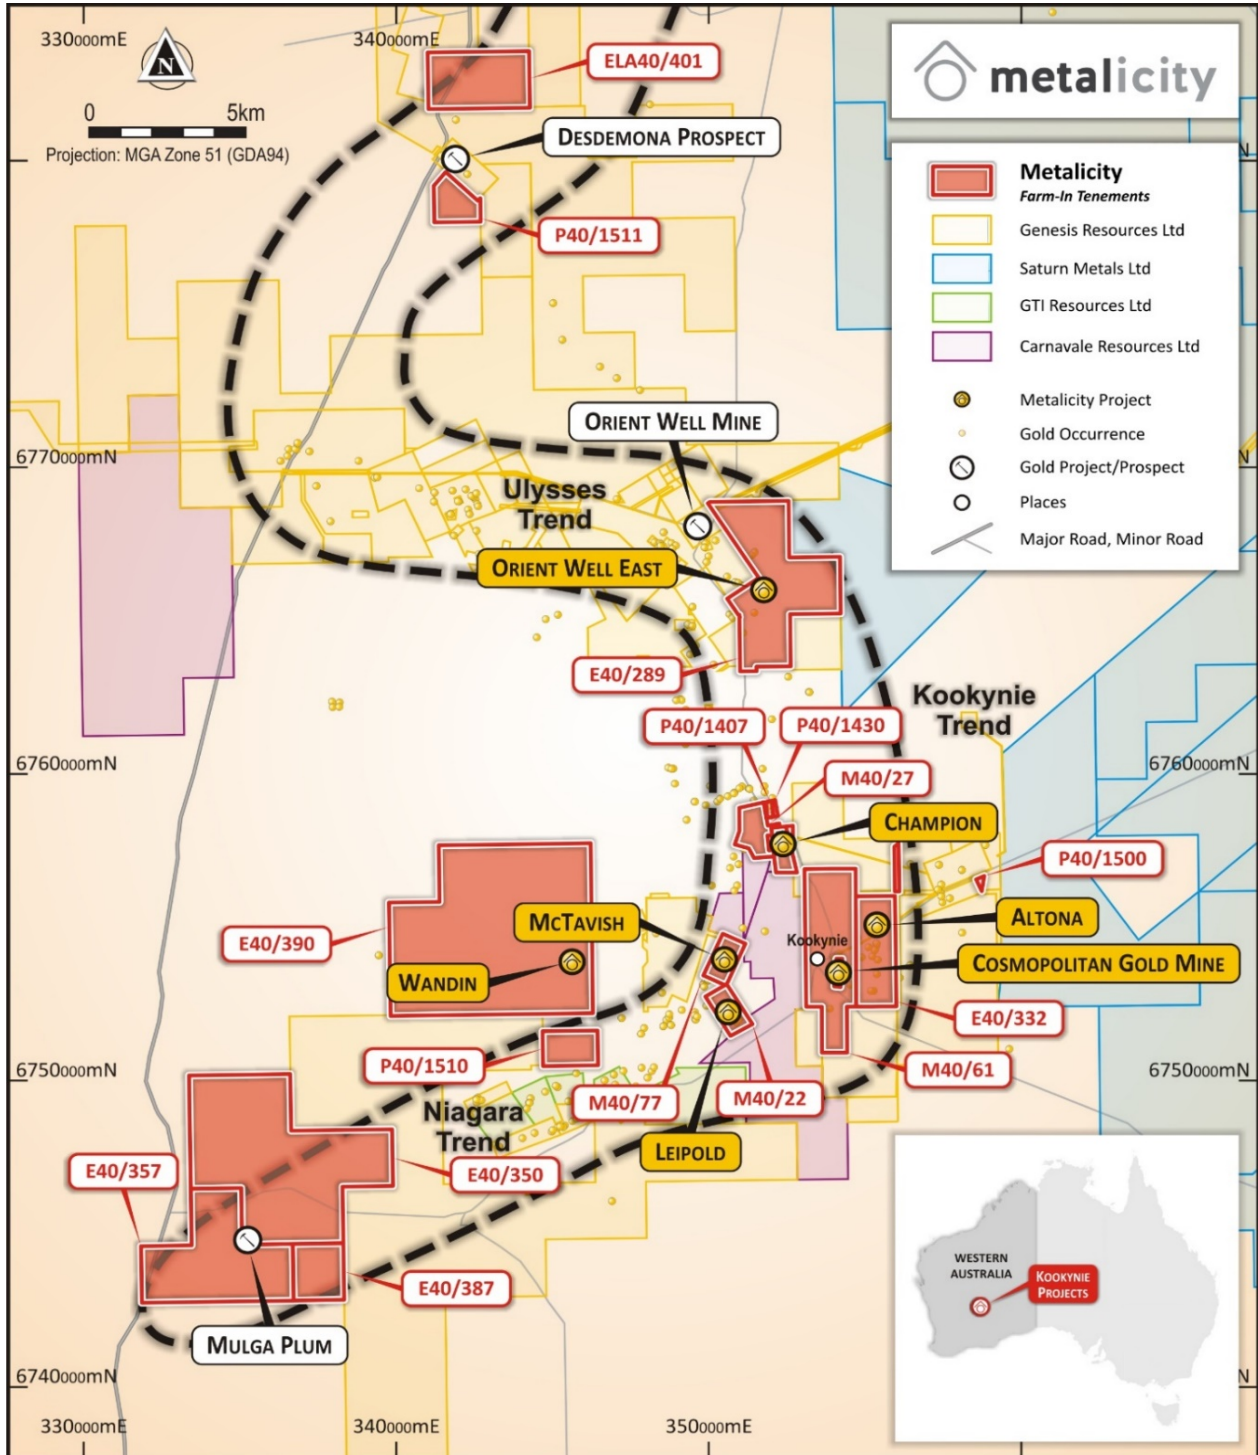 330000mE
340000mE
N
0
5km
Projection: MGA Zone 51 (GDA94)
metalicity
Metalicity
Farm-In Tenements
Genesis Resources Ltd
Saturn Metals Ltd
GTI Resources Ltd
Carnavale Resources Ltd
Metalicity Project
Gold Occurrence
Gold Project/Prospect
Places
Major Road, Minor Road
ELA40/401
DESDEMONA PROSPECT
P40/1511
ORIENT WELL MINE
6770000mN
Ulysses
Trend
ORIENT WELL EAST
E40/289
Kookynie
Trend
P40/1407
P40/1430
6760000mN
6760000mN
M40/27
CHAMPION
P40/1500
E40/390
MCTAVISH
ALTONA
Kookynie
WANDIN
COSMOPOLITAN GOLD MINE
E40/332
P40/1510
M40/61
6750000mN
6750000mN
M40/77
M40/22
Niagara
Trend
LEIPOLD
E40/357
E40/350
E40/387
MULGA PLUM
WESTERN
AUSTRALIA
KOOKYNIE
PROJECTS
6740000mN
330000mE
340000mE
350000mE